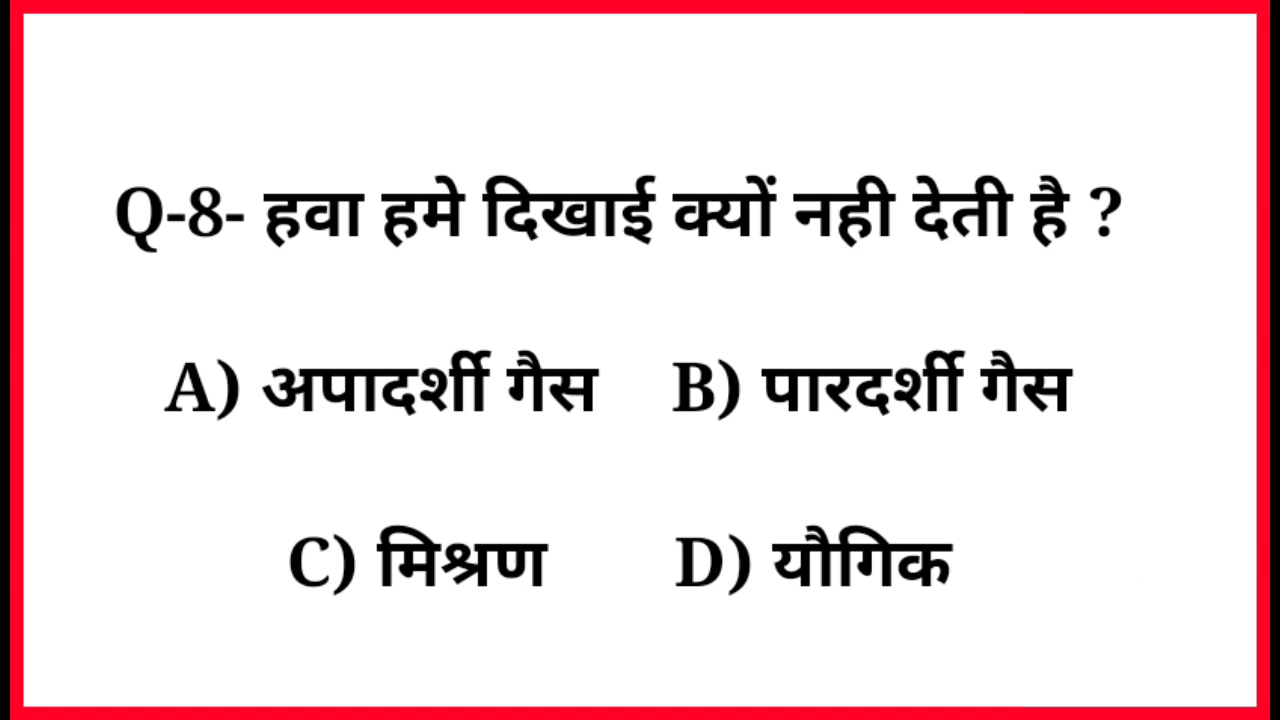 Q-8- हवा हमे दिखाई क्यों नही देती है ?
A) अपादर्शी गैस B) पारदर्शी गैस
C) मिश्रण D) यौगिक